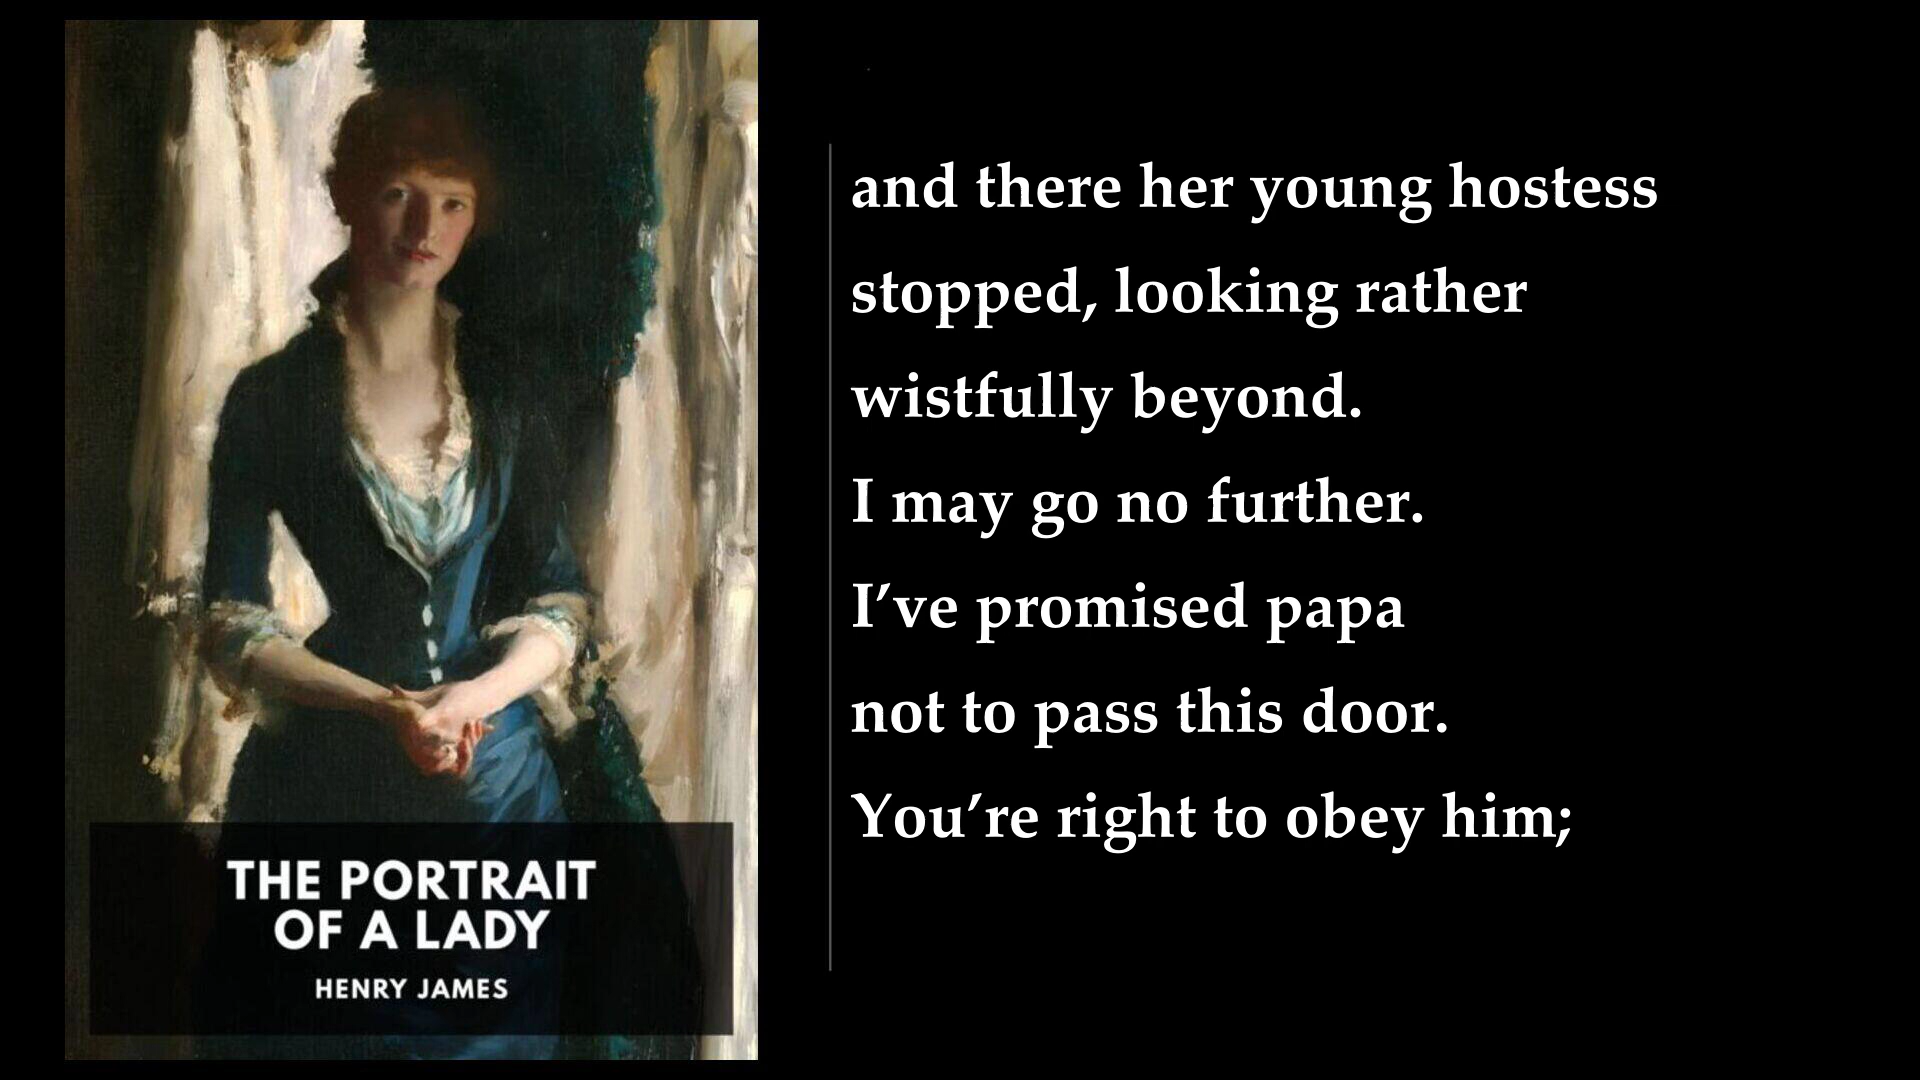 THE PORTRAIT
OF A LADY
HENRY JAMES
and there her young hostess
stopped, looking rather
wistfully beyond.
I may go no further.
I’ve promised papa
not to pass this door.
You’re right to obey him;